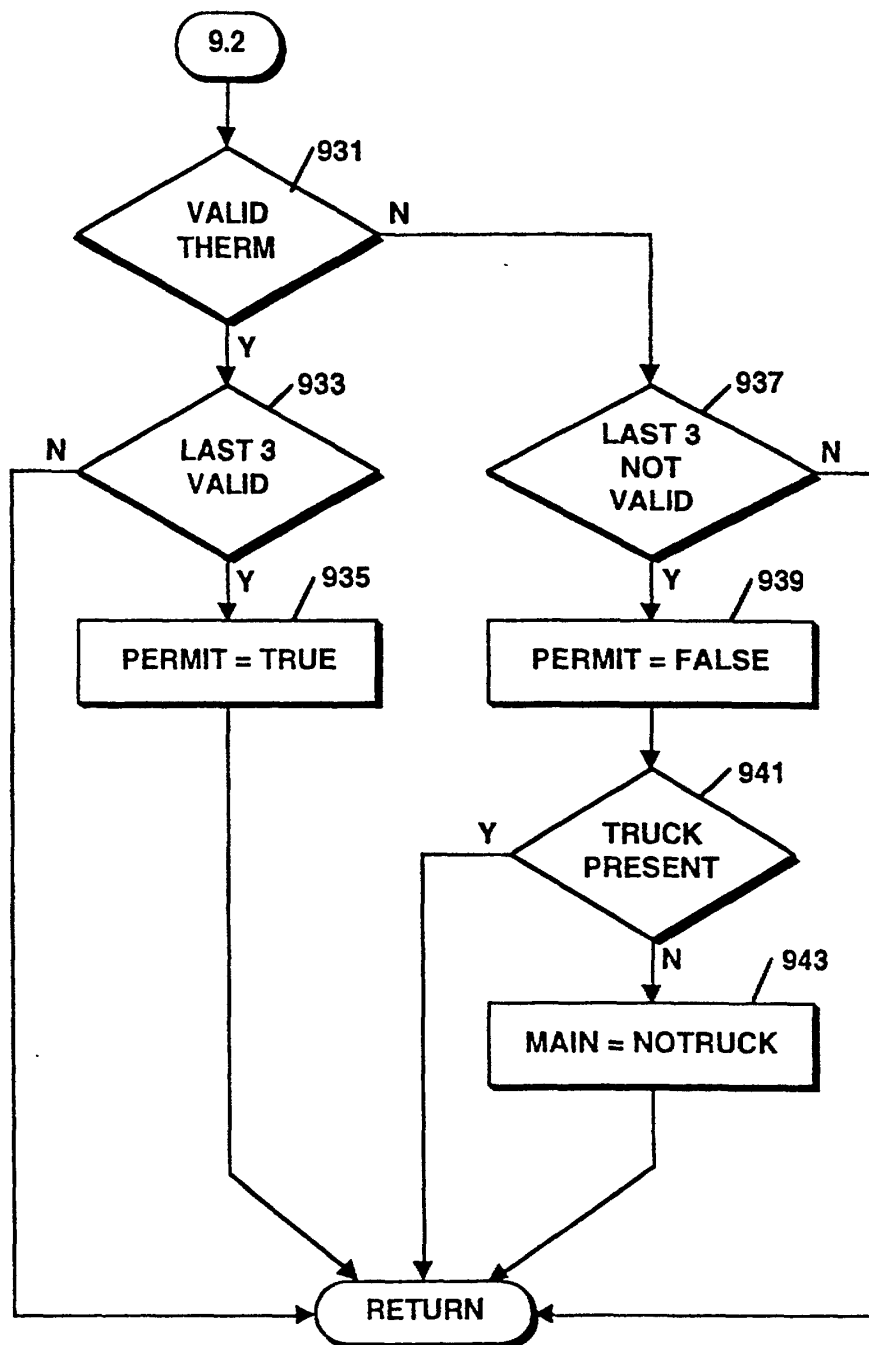 9.2
931
VALID
THERM
N
Y
933
937
N
LAST 3
VALID
LAST 3
NOT
VALID
N
Y
935
Y
939
PERMIT = TRUE
PERMIT = FALSE
941
Y
TRUCK
PRESENT
N
943
MAIN = NOTRUCK
RETURN